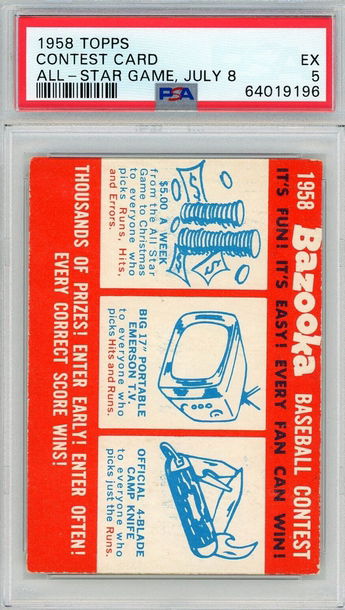 1958 TOPPS
CONTEST CARD
ALL-STAR GAME, JULY 8
EX
5
PSA
64019196
1958 Bazooka BASEBALL CONTEST
IT'S FUN! IT'S EASY! EVERY FAN CAN WIN!
$5.00 A WEEK
from the All Star
Game to Christmas
to everyone who
picks Runs, Hits,
and Errors.
BIG 17" PORTABLE
EMERSON T.V.
to everyone who
picks Hits and Runs.
OFFICIAL 4-BLADE
CAMP KNIFE
to everyone who
picks just the Runs.
THOUSANDS OF PRIZES! ENTER EARLY! ENTER OFTEN!
EVERY CORRECT SCORE WINS!